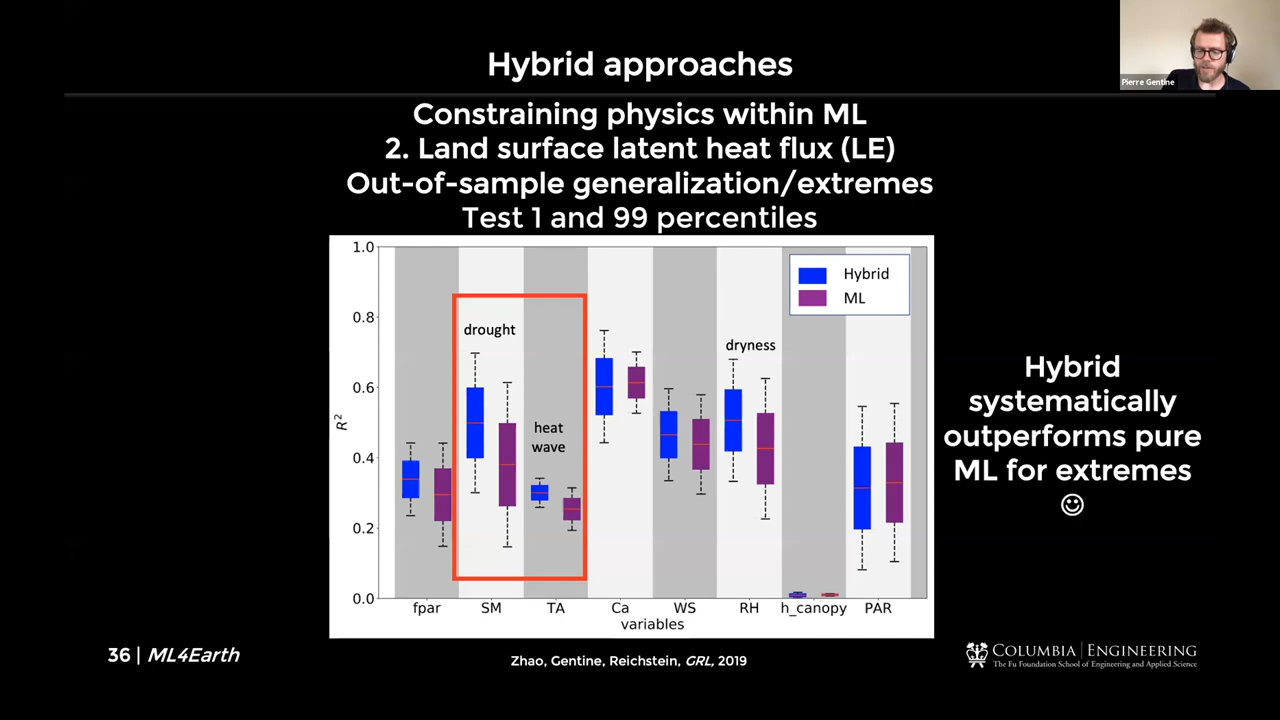 Hybrid approaches
Pierre Gentine
Constraining physics within ML
2. Land surface latent heat flux (LE)
Out-of-sample generalization/extremes
Test 1 and 99 percentiles
1.0
0.8
0.6
0.4
0.2
0.0
R²
Hybrid
ML
drought
heat
wave
dryness
fpar SM TA Ca WS RH h_canopy PAR
variables
Hybrid
systematically
outperforms pure
ML for extremes
☺
36 | ML4Earth
Zhao, Gentine, Reichstein, GRL, 2019
COLUMBIA | ENGINEERING
The Fu Foundation School of Engineering and Applied Science